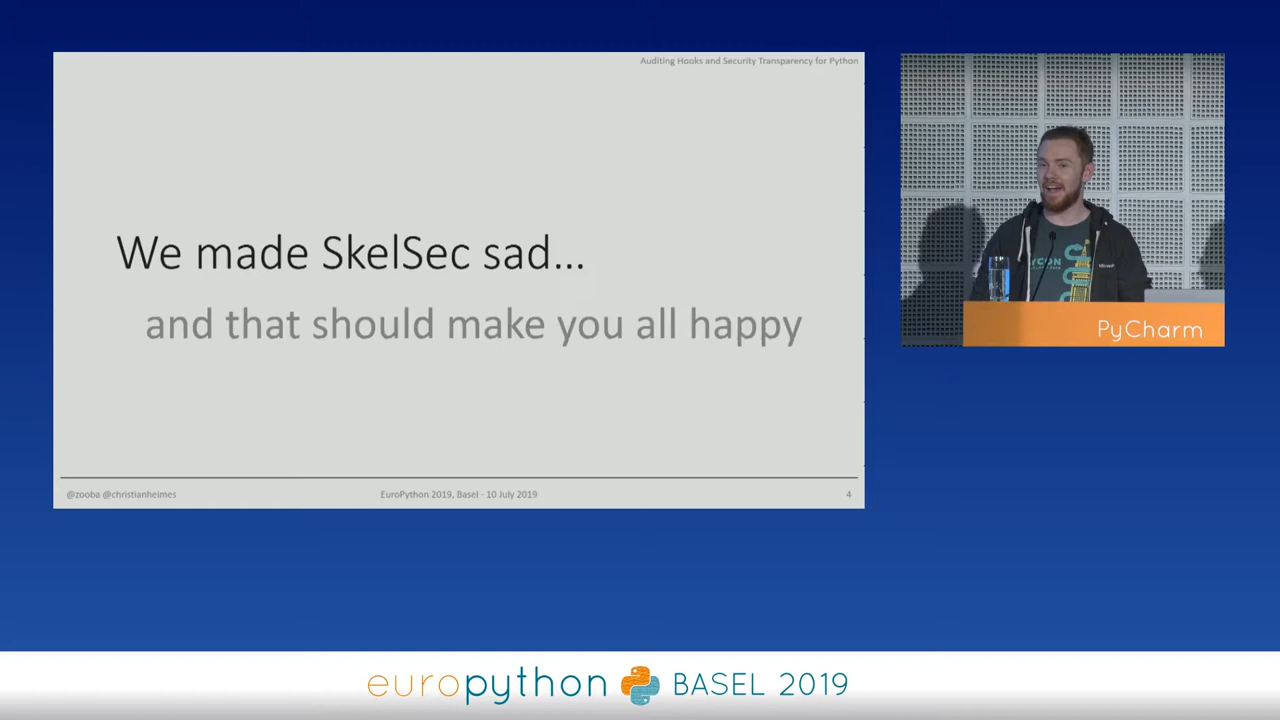 Auditing Hooks and Security Transparency for Python
We made SkelSec sad...
and that should make you all happy
@zooba @christianheimes
EuroPython 2019, Basel - 10 July 2019
4
Microsoft
PyCharm
europython BASEL 2019